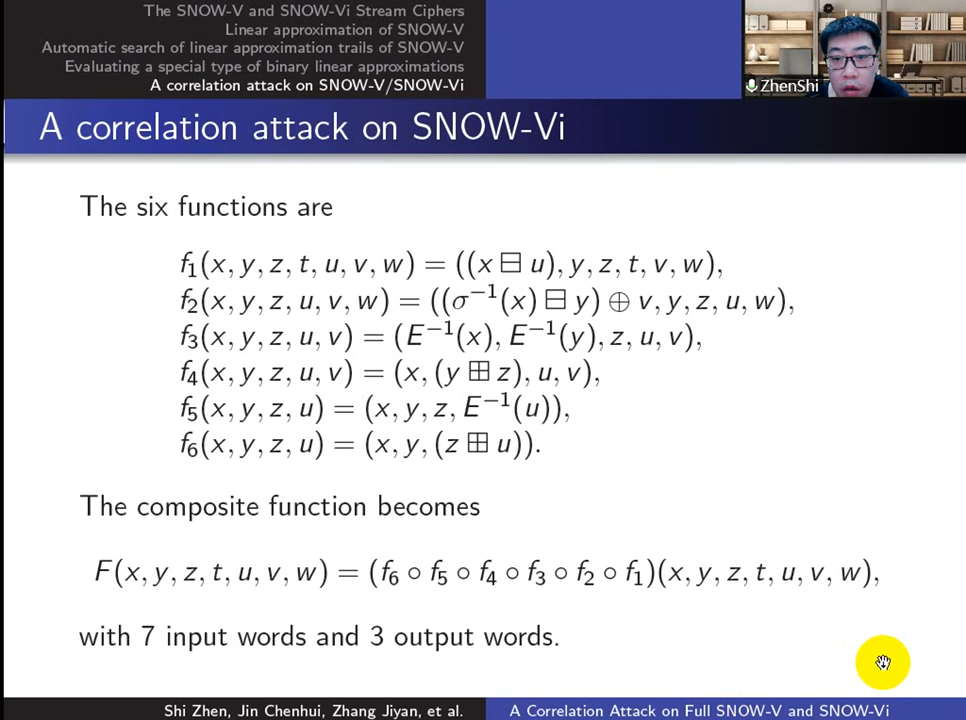 The SNOW-V and SNOW-Vi Stream Ciphers
Linear approximation of SNOW-V
Automatic search of linear approximation trails of SNOW-V
Evaluating a special type of binary linear approximations
A correlation attack on SNOW-V/SNOW-Vi
ZhenShi
A correlation attack on SNOW-Vi
The six functions are
f₁(x, y, z, t, u, v, w) = ((x ⊟ u), y, z, t, v, w),
f₂(x, y, z, u, v, w) = ((σ⁻¹(x) ⊟ y) ⊕ v, y, z, u, w),
f₃(x, y, z, u, v) = (E⁻¹(x), E⁻¹(y), z, u, v),
f₄(x, y, z, u, v) = (x, (y ⊞ z), u, v),
f₅(x, y, z, u) = (x, y, z, E⁻¹(u)),
f₆(x, y, z, u) = (x, y, (z ⊞ u)).
The composite function becomes
F(x, y, z, t, u, v, w) = (f₆ ∘ f₅ ∘ f₄ ∘ f₃ ∘ f₂ ∘ f₁)(x, y, z, t, u, v, w),
with 7 input words and 3 output words.
Shi Zhen, Jin Chenhui, Zhang Jiyan, et al.
A Correlation Attack on Full SNOW-V and SNOW-Vi